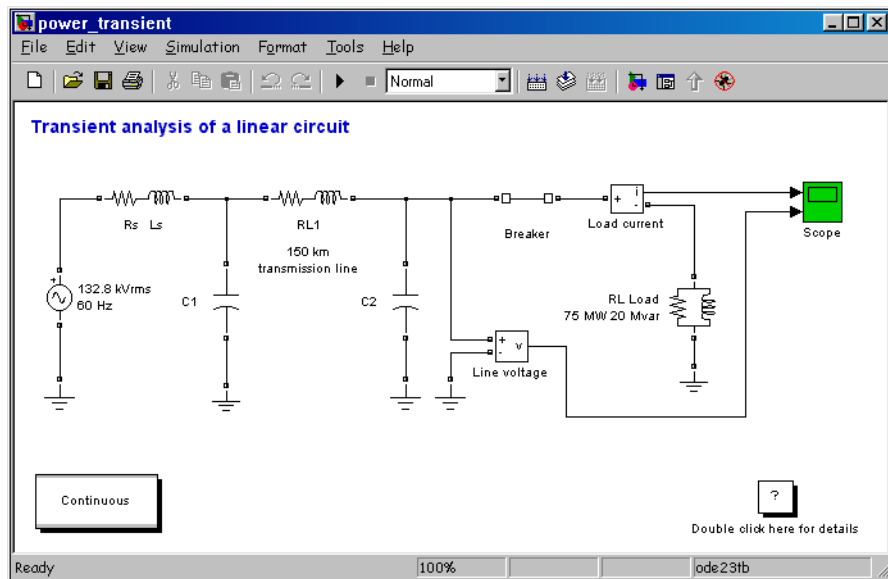 power_transient
File Edit View Simulation Format Tools Help
Normal
Transient analysis of a linear circuit
Rs Ls
RL1
150 km
transmission line
Breaker
+ i
-
Load current
Scope
+
132.8 kVrms
60 Hz
C1
C2
RL Load
75 MW 20 Mvar
+
-
v
Line voltage
Continuous
?
Double click here for details
Ready 100% ode23tb